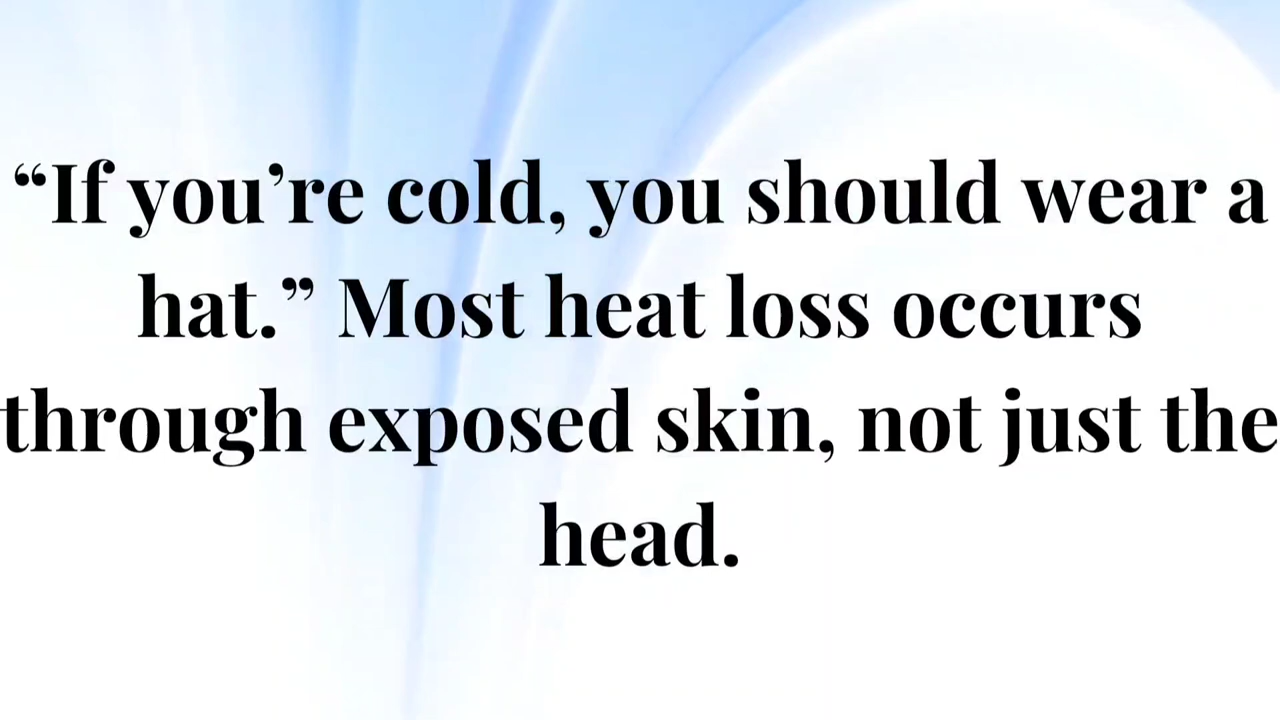 “If you’re cold, you should wear a
hat.” Most heat loss occurs
through exposed skin, not just the
head.